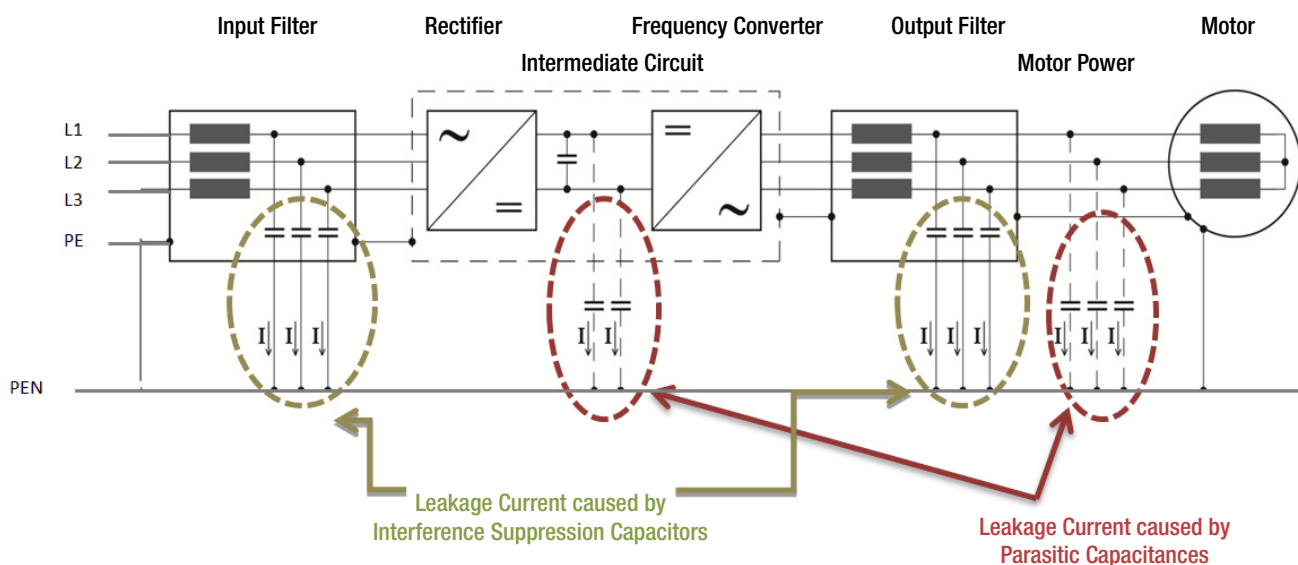 Input Filter
Rectifier
Frequency Converter
Output Filter
Motor
Intermediate Circuit
Motor Power
L1
L2
L3
PE
I I I
I I
I I I
I I I
PEN
Leakage Current caused by
Interference Suppression Capacitors
Leakage Current caused by
Parasitic Capacitances